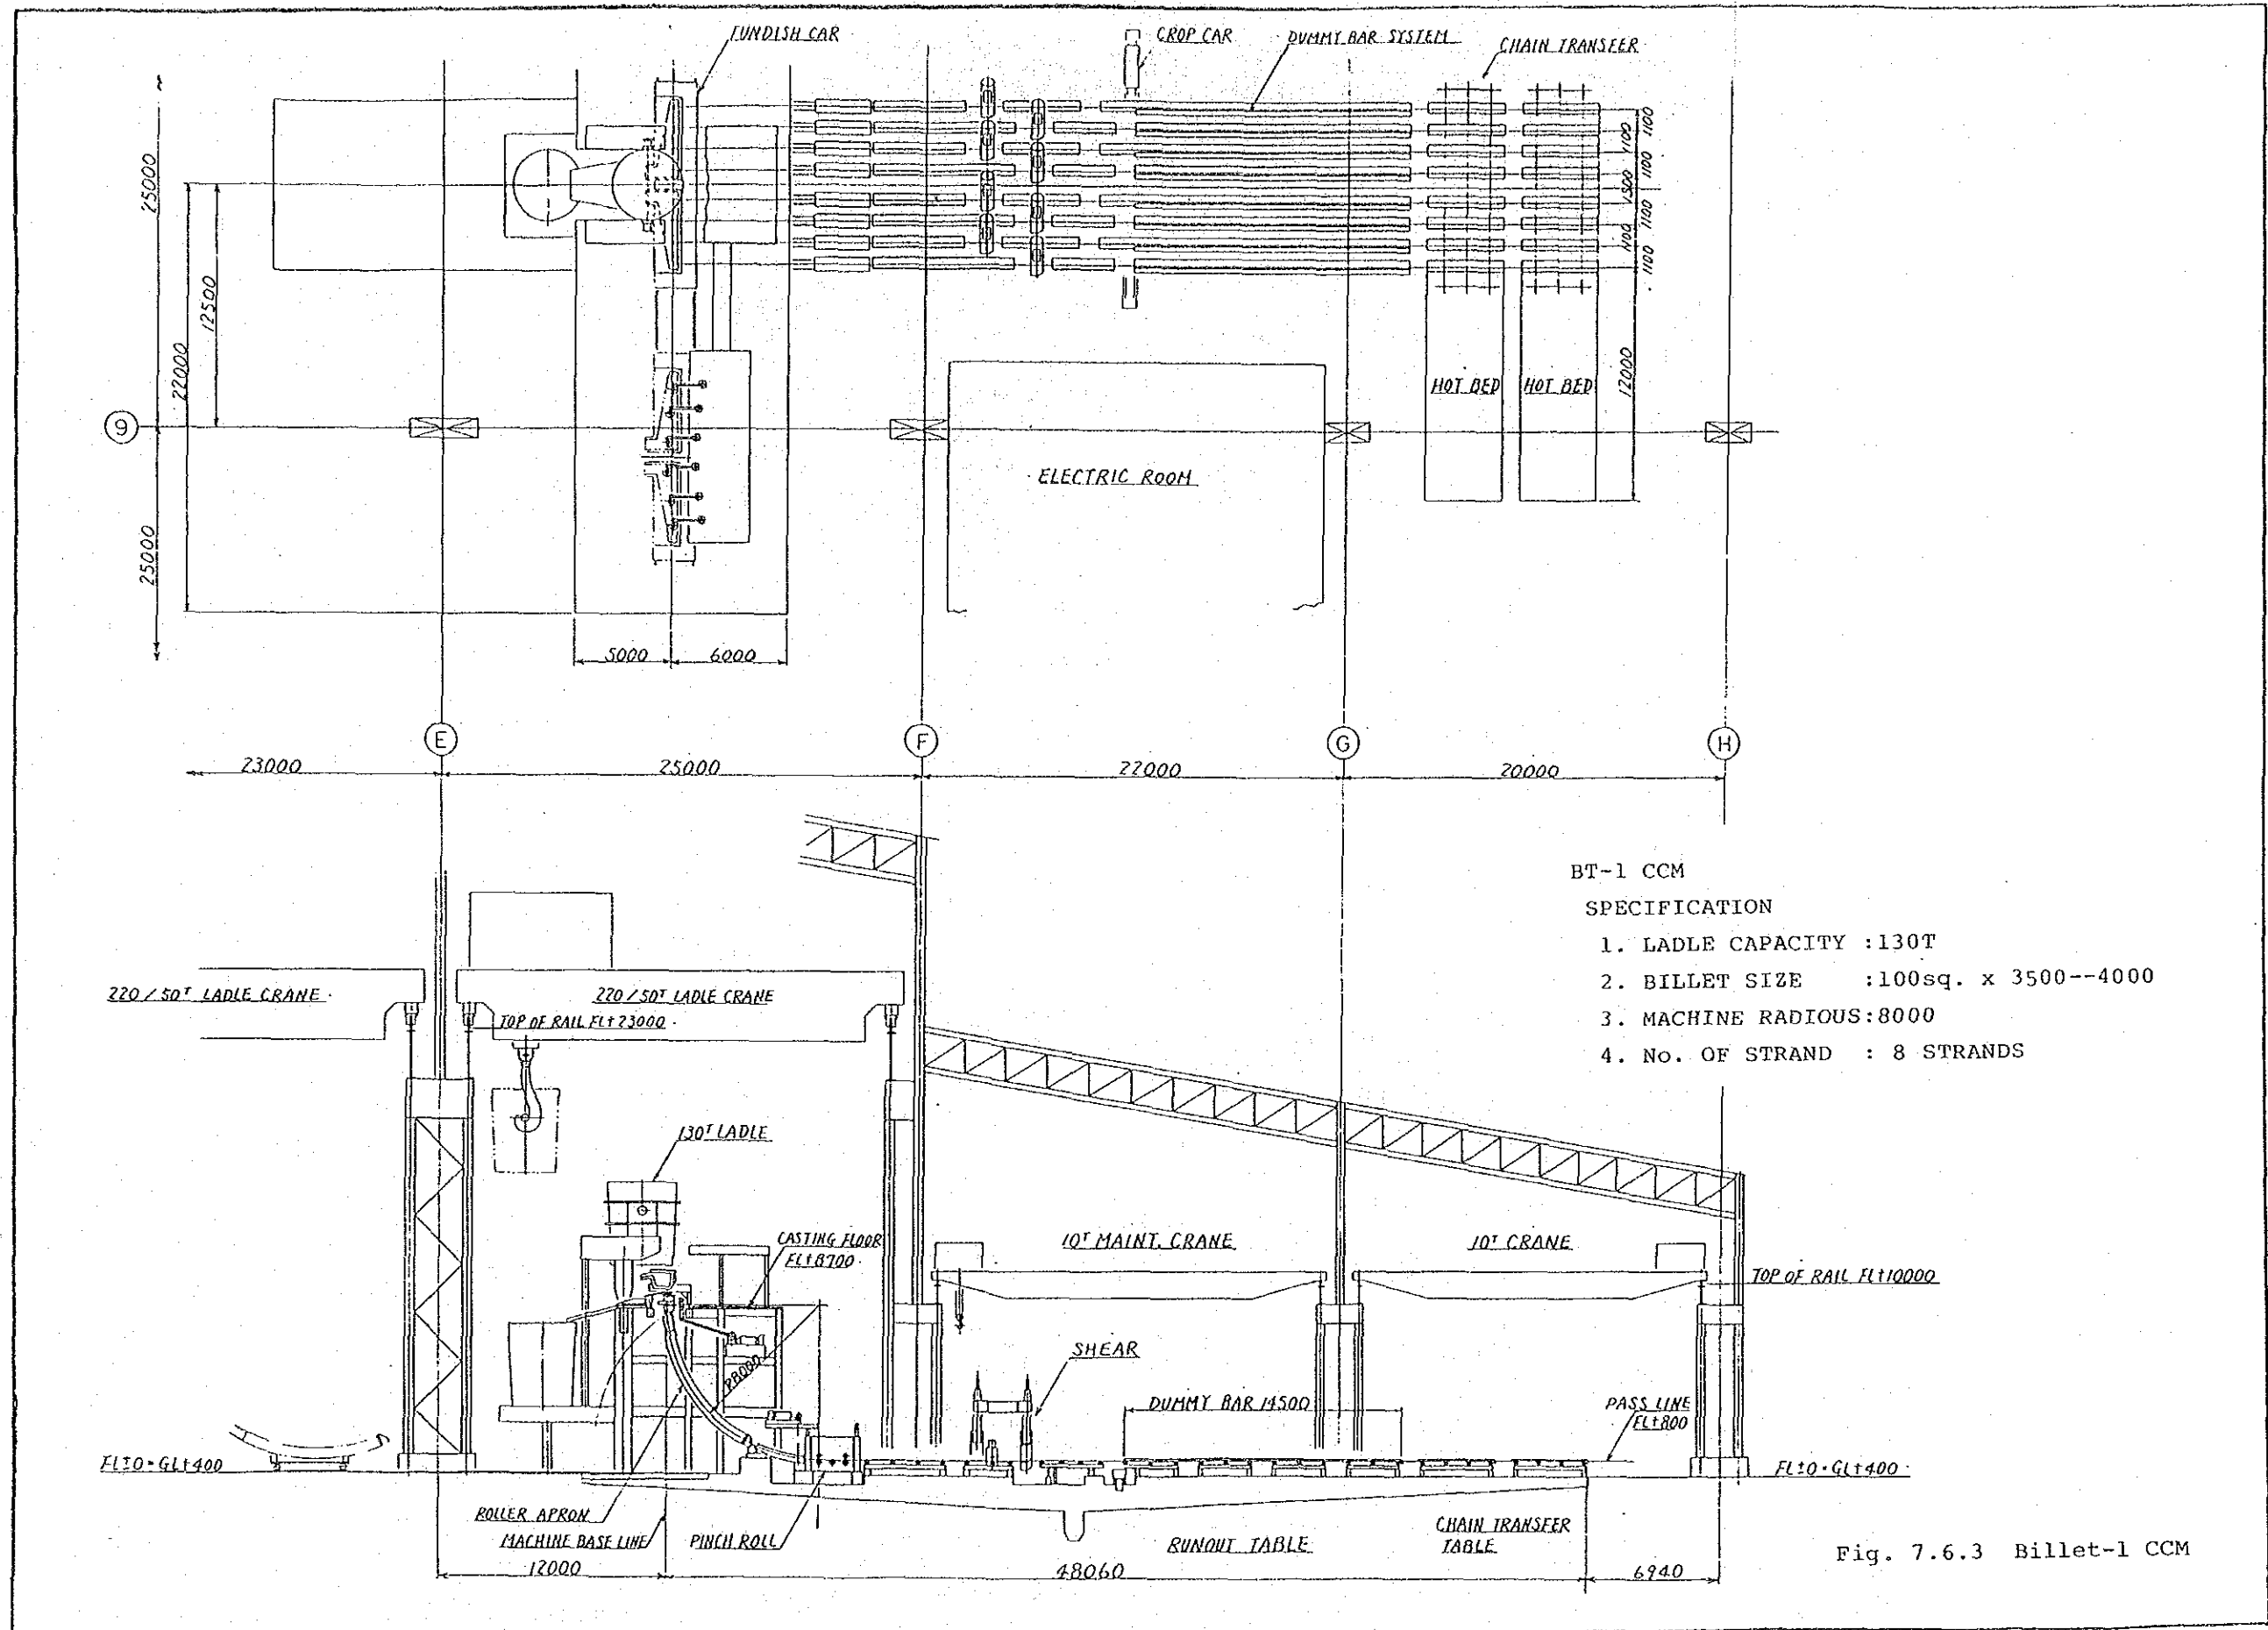 TUNDISH CAR
CROP CAR
DUMMY BAR SYSTEM
CHAIN TRANSFER
25000
22000
12500
25000
1100
1100
1100
1500
1100
1100
1100
12000
HOT BED
HOT BED
9
ELECTRIC ROOM
5000
6000
E
F
G
H
23000
25000
22000
20000
BT-1 CCM
SPECIFICATION
1. LADLE CAPACITY :130T
2. BILLET SIZE :100sq. x 3500--4000
3. MACHINE RADIOUS:8000
4. No. OF STRAND : 8 STRANDS
220/50T LADLE CRANE
220/50T LADLE CRANE
TOP OF RAIL FL+23000
130T LADLE
CASTING FLOOR
FL+8700
10T MAINT. CRANE
10T CRANE
TOP OF RAIL FL+10000
R8000
SHEAR
DUMMY BAR 14500
PASS LINE
FL+800
FL±0=GL+400
FL±0=GL+400
ROLLER APRON
MACHINE BASE LINE
PINCH ROLL
RUNOUT TABLE
CHAIN TRANSFER
TABLE
12000
48060
6940
Fig. 7.6.3 Billet-1 CCM